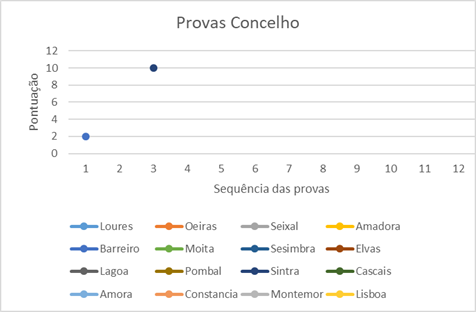 Provas Concelho
Pontuação
12
10
8
6
4
2
0
1 2 3 4 5 6 7 8 9 10 11 12
Sequência das provas
Loures Oeiras Seixal Amadora
Barreiro Moita Sesimbra Elvas
Lagoa Pombal Sintra Cascais
Amora Constancia Montemor Lisboa